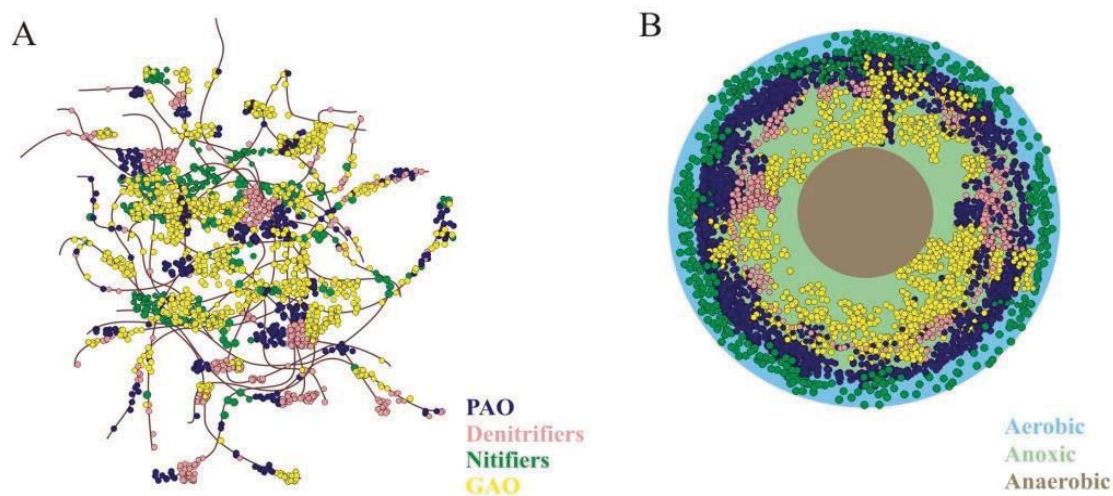 A
B
PAO
Denitrifiers
Nitifiers
GAO
Aerobic
Anoxic
Anaerobic